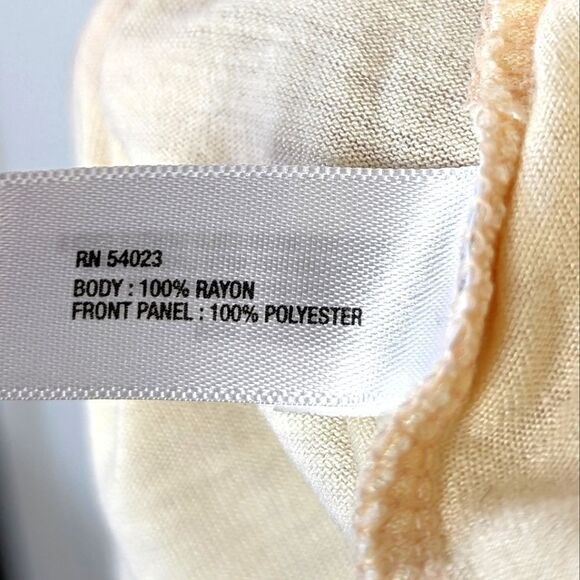 RN 54023
BODY : 100% RAYON
FRONT PANEL : 100% POLYESTER